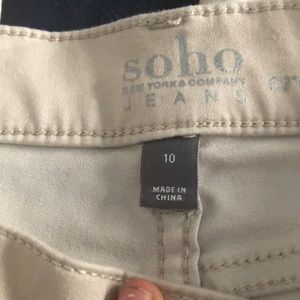 soho
NEW YORK & COMPANY
JEANS
10
MADE IN
CHINA